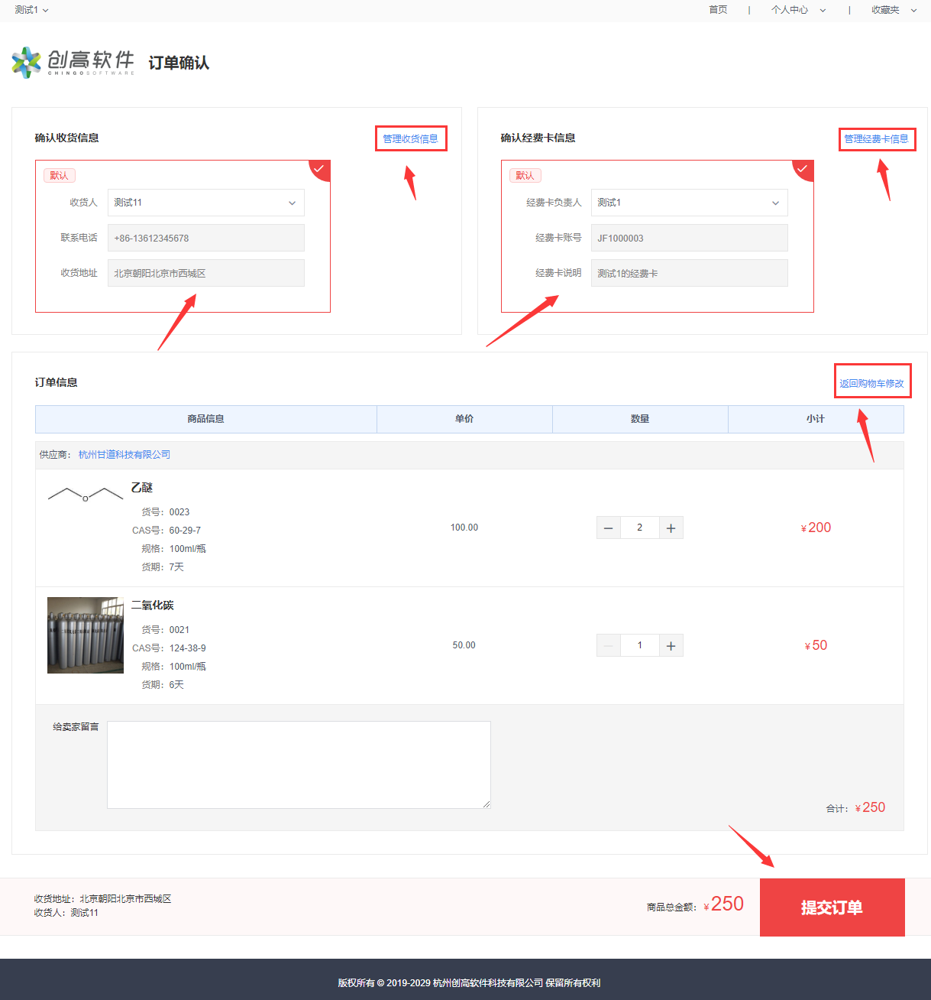 测试1
首页 | 个人中心 | 收藏夹
创高软件
CHINGOSOFTWARE
订单确认
确认收货信息
管理收货信息
默认
收货人 测试11
联系电话 +86-13612345678
收货地址 北京朝阳北京市西城区
确认经费卡信息
管理经费卡信息
默认
经费卡负责人 测试1
经费卡账号 JF1000003
经费卡说明 测试1的经费卡
订单信息
返回购物车修改
商品信息 单价 数量 小计
供应商： 杭州甘道科技有限公司
O
乙醚
货号：0023
CAS号：60-29-7
规格：100ml/瓶
货期：7天
100.00
2
¥200
二氧化碳
货号：0021
CAS号：124-38-9
规格：100ml/瓶
货期：6天
50.00
1
¥50
给卖家留言
合计：¥250
收货地址：北京朝阳北京市西城区
收货人：测试11
商品总金额：¥250
提交订单
版权所有 © 2019-2029 杭州创高软件科技有限公司 保留所有权利